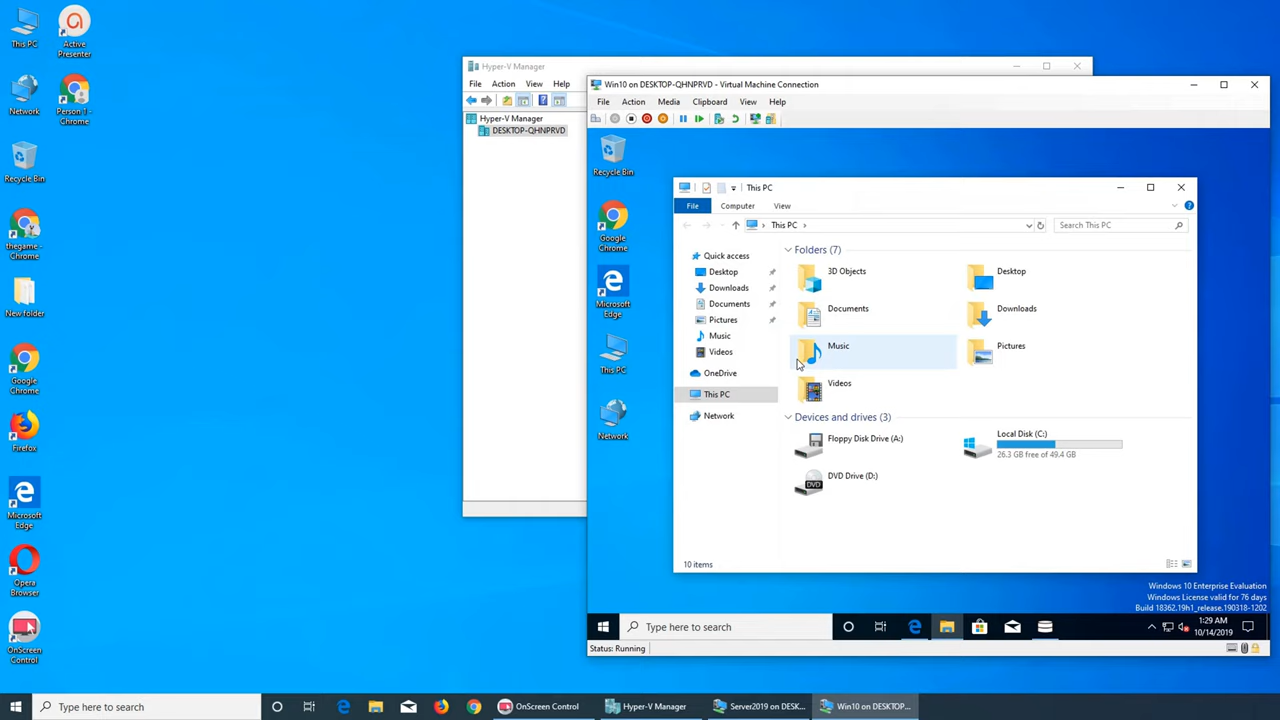 This PC
Active
Presenter
Network
Person 1 -
Chrome
Recycle Bin
thegame -
Chrome
New folder
Google
Chrome
Firefox
Microsoft
Edge
Opera
Browser
OnScreen
Control
Hyper-V Manager
File Action View Help
Hyper-V Manager
DESKTOP-QHNPRVD
Win10 on DESKTOP-QHNPRVD - Virtual Machine Connection
File Action Media Clipboard View Help
Recycle Bin
Google
Chrome
Microsoft
Edge
This PC
Network
This PC
File Computer View
This PC
Search This PC
Quick access
Desktop
Downloads
Documents
Pictures
Music
Videos
OneDrive
This PC
Network
Folders (7)
3D Objects
Desktop
Documents
Downloads
Music
Pictures
Videos
Devices and drives (3)
Floppy Disk Drive (A:)
Local Disk (C:)
26.3 GB free of 49.4 GB
DVD Drive (D:)
DVD
10 items
Windows 10 Enterprise Evaluation
Windows License valid for 76 days
Build 18362.19h1_release.190318-1202
Type here to search
1:29 AM
10/14/2019
Status: Running
Type here to search
OnScreen Control
Hyper-V Manager
Server2019 on DESK...
Win10 on DESKTOP...